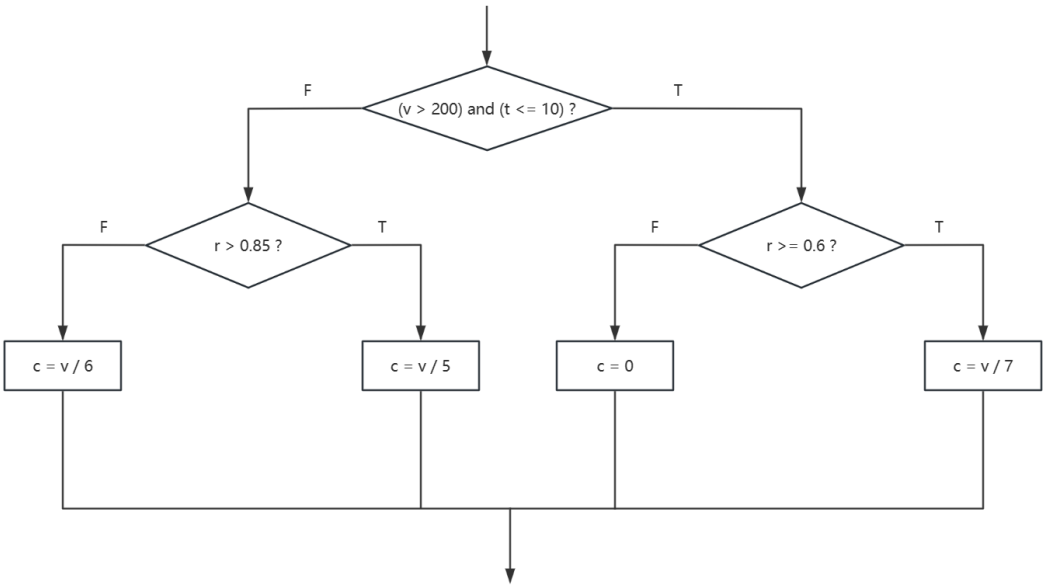 F
(v > 200) and (t <= 10) ?
T
F
r > 0.85 ?
T
F
r >= 0.6 ?
T
c = v / 6
c = v / 5
c = 0
c = v / 7